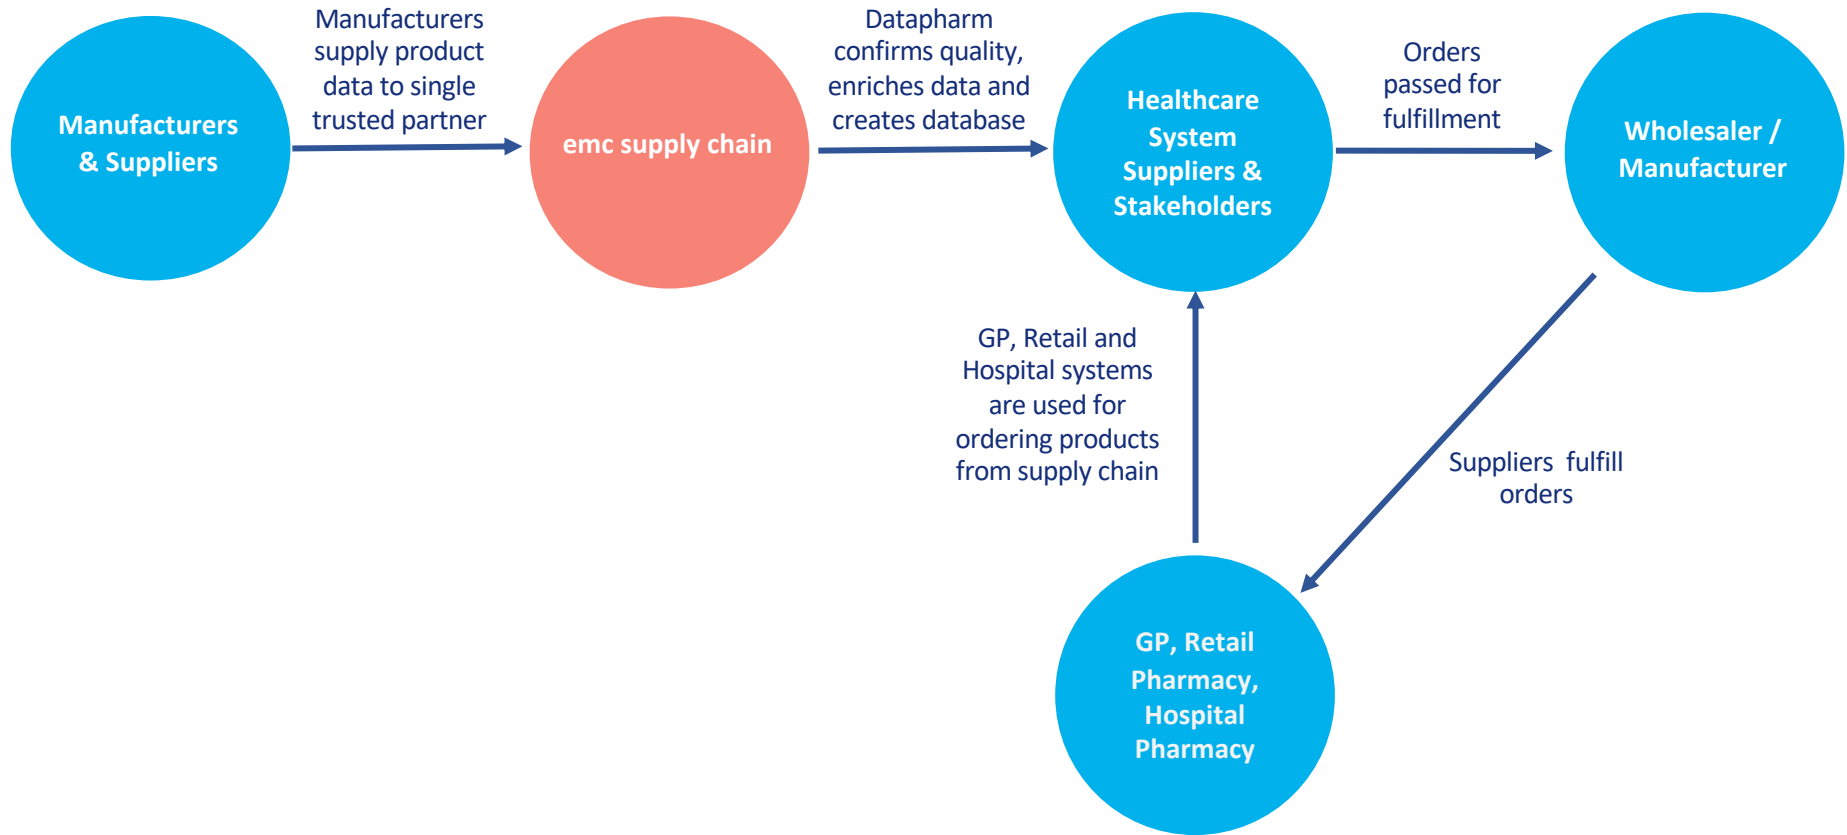 Manufacturers
& Suppliers
Manufacturers
supply product
data to single
trusted partner
emc supply chain
Datapharm
confirms quality,
enriches data and
creates database
Healthcare
System
Suppliers &
Stakeholders
Orders
passed for
fulfillment
Wholesaler /
Manufacturer
GP, Retail and
Hospital systems
are used for
ordering products
from supply chain
Suppliers fulfill
orders
GP, Retail
Pharmacy,
Hospital
Pharmacy